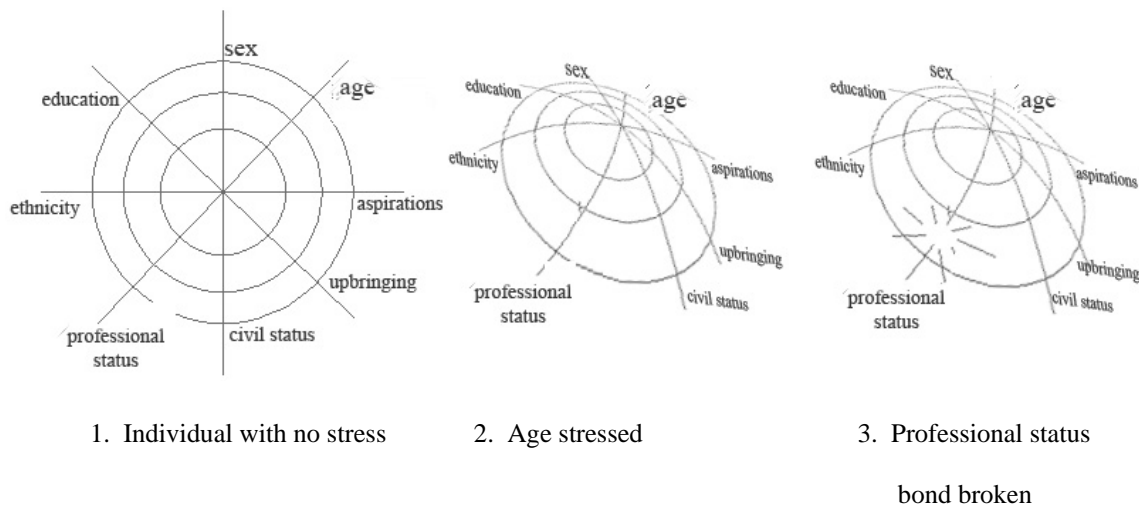 sex
age
education
ethnicity
aspirations
upbringing
professional
status
civil status
sex
age
education
ethnicity
aspirations
upbringing
professional
status
civil status
sex
age
education
ethnicity
aspirations
upbringing
professional
status
civil status
1. Individual with no stress
2. Age stressed
3. Professional status
bond broken